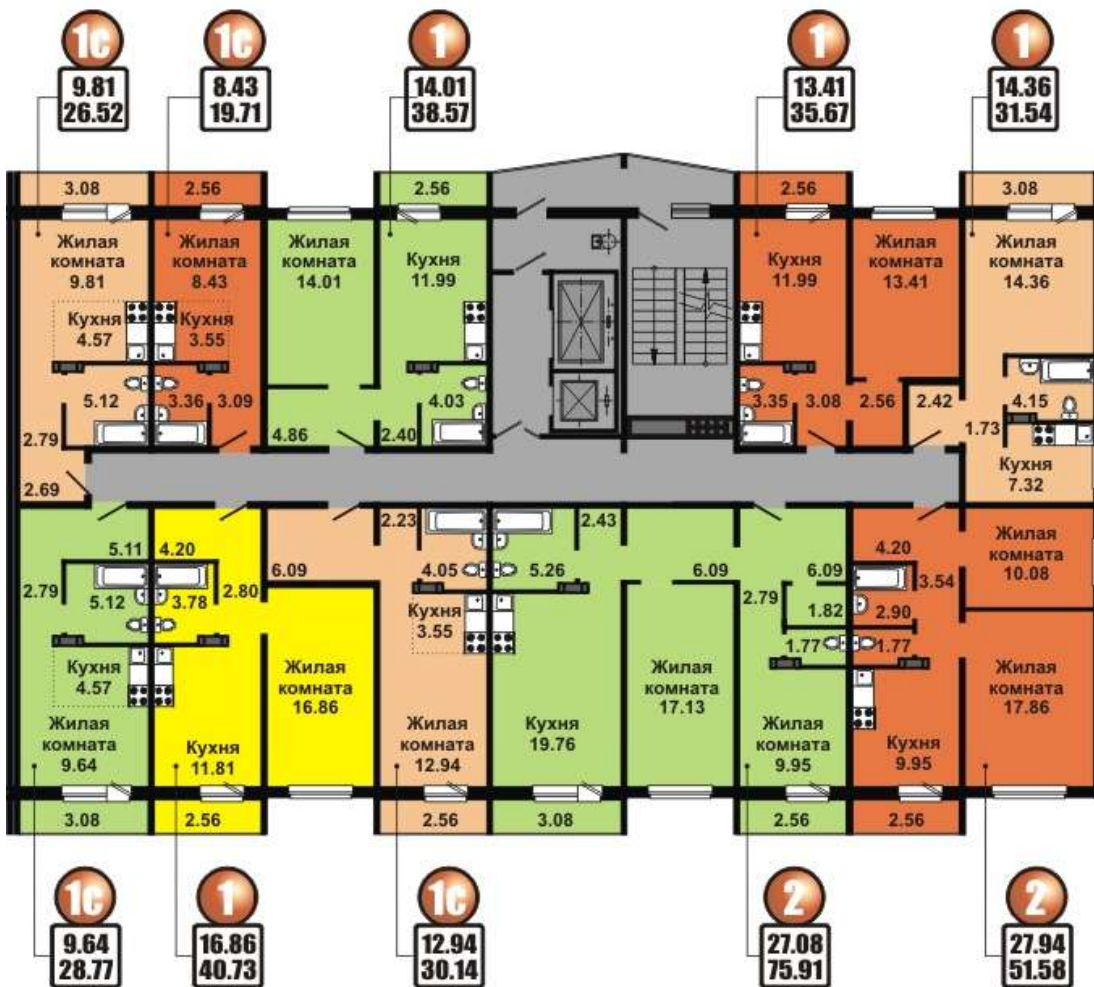 1с
9.81
26.52
1с
8.43
19.71
1
14.01
38.57
1
13.41
35.67
1
14.36
31.54
3.08
2.56
2.56
2.56
3.08
Жилая
комната
9.81
Кухня
4.57
5.12
2.79
2.69
Жилая
комната
8.43
Кухня
3.55
3.36
3.09
Жилая
комната
14.01
4.86
Кухня
11.99
4.03
2.40
Кухня
11.99
3.35
3.08
Жилая
комната
13.41
2.56
Жилая
комната
14.36
2.42
4.15
1.73
Кухня
7.32
5.11
2.79
5.12
Кухня
4.57
Жилая
комната
9.64
3.08
4.20
3.78
2.80
Кухня
11.81
2.56
Жилая
комната
16.86
6.09
2.23
4.05
Кухня
3.55
Жилая
комната
12.94
2.56
2.43
5.26
Кухня
19.76
3.08
6.09
Жилая
комната
17.13
6.09
2.79
1.82
1.77
Жилая
комната
9.95
2.56
4.20
3.54
2.90
1.77
Кухня
9.95
2.56
Жилая
комната
10.08
Жилая
комната
17.86
1с
9.64
28.77
1
16.86
40.73
1с
12.94
30.14
2
27.08
75.91
2
27.94
51.58